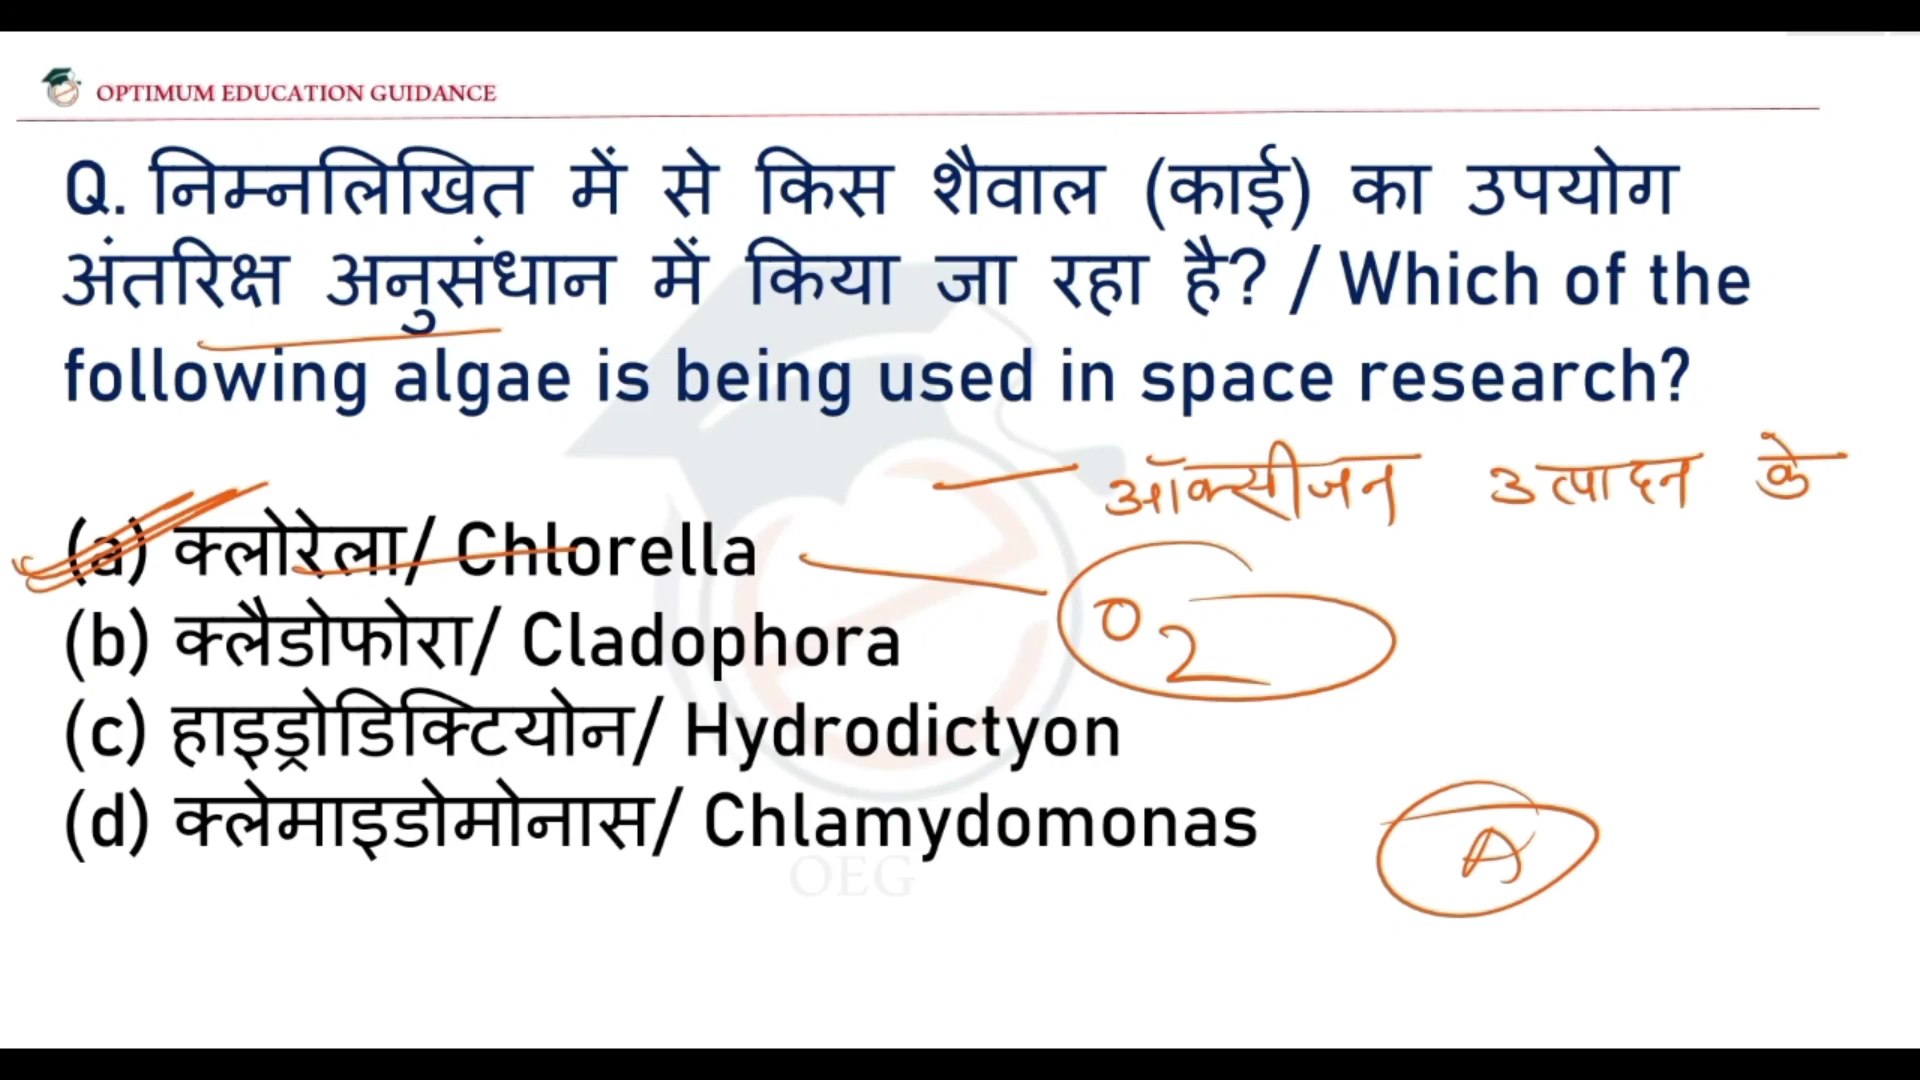 OPTIMUM EDUCATION GUIDANCE
Q. निम्नलिखित में से किस शैवाल (काई) का उपयोग
अंतरिक्ष अनुसंधान में किया जा रहा है? / Which of the
following algae is being used in space research?
ऑक्सीजन उत्पादन के
(a) क्लोरेला/ Chlorella
O2
(b) क्लैडोफोरा/ Cladophora
(c) हाइड्रोडिक्टियोन/ Hydrodictyon
(d) क्लेमाइडोमोनास/ Chlamydomonas
A
OEG